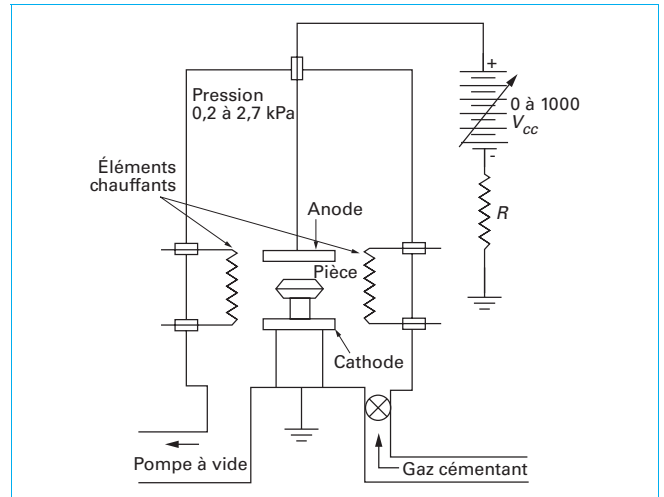 Pression
0,2 à 2,7 kPa
+
0 à 1000
Vcc
-
Éléments
chauffants
R
Anode
Pièce
Cathode
Pompe à vide
Gaz cémentant